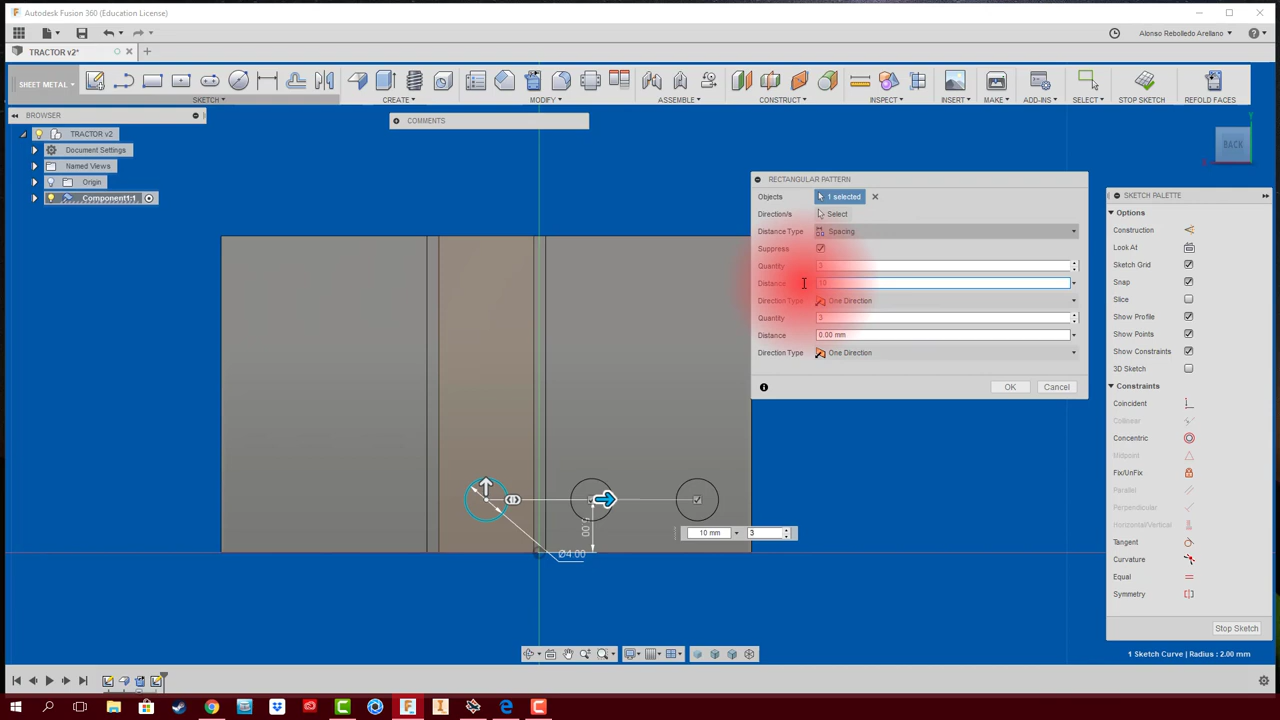 Autodesk Fusion 360 (Education License)
Alonso Rebolledo Arellano
TRACTOR v2*
SHEET METAL
SKETCH
CREATE
MODIFY
ASSEMBLE
CONSTRUCT
INSPECT
INSERT
MAKE
ADD-INS
SELECT
STOP SKETCH
REFOLD FACES
BROWSER
COMMENTS
TRACTOR v2
BACK
Document Settings
Named Views
Origin
Component1:1
RECTANGULAR PATTERN
Objects 1 selected
Direction/s Select
Distance Type Spacing
Suppress
Quantity 3
Distance 10
Direction Type One Direction
Quantity 3
Distance 0.00 mm
Direction Type One Direction
OK Cancel
SKETCH PALETTE
Options
Construction
Look At
Sketch Grid
Snap
Slice
Show Profile
Show Points
Show Constraints
3D Sketch
Constraints
Coincident
Collinear
Concentric
Midpoint
Fix/UnFix
Parallel
Perpendicular
Horizontal/Vertical
Tangent
Curvature
Equal
Symmetry
Stop Sketch
10 mm 3
Ø4.00
1 Sketch Curve | Radius : 2.00 mm